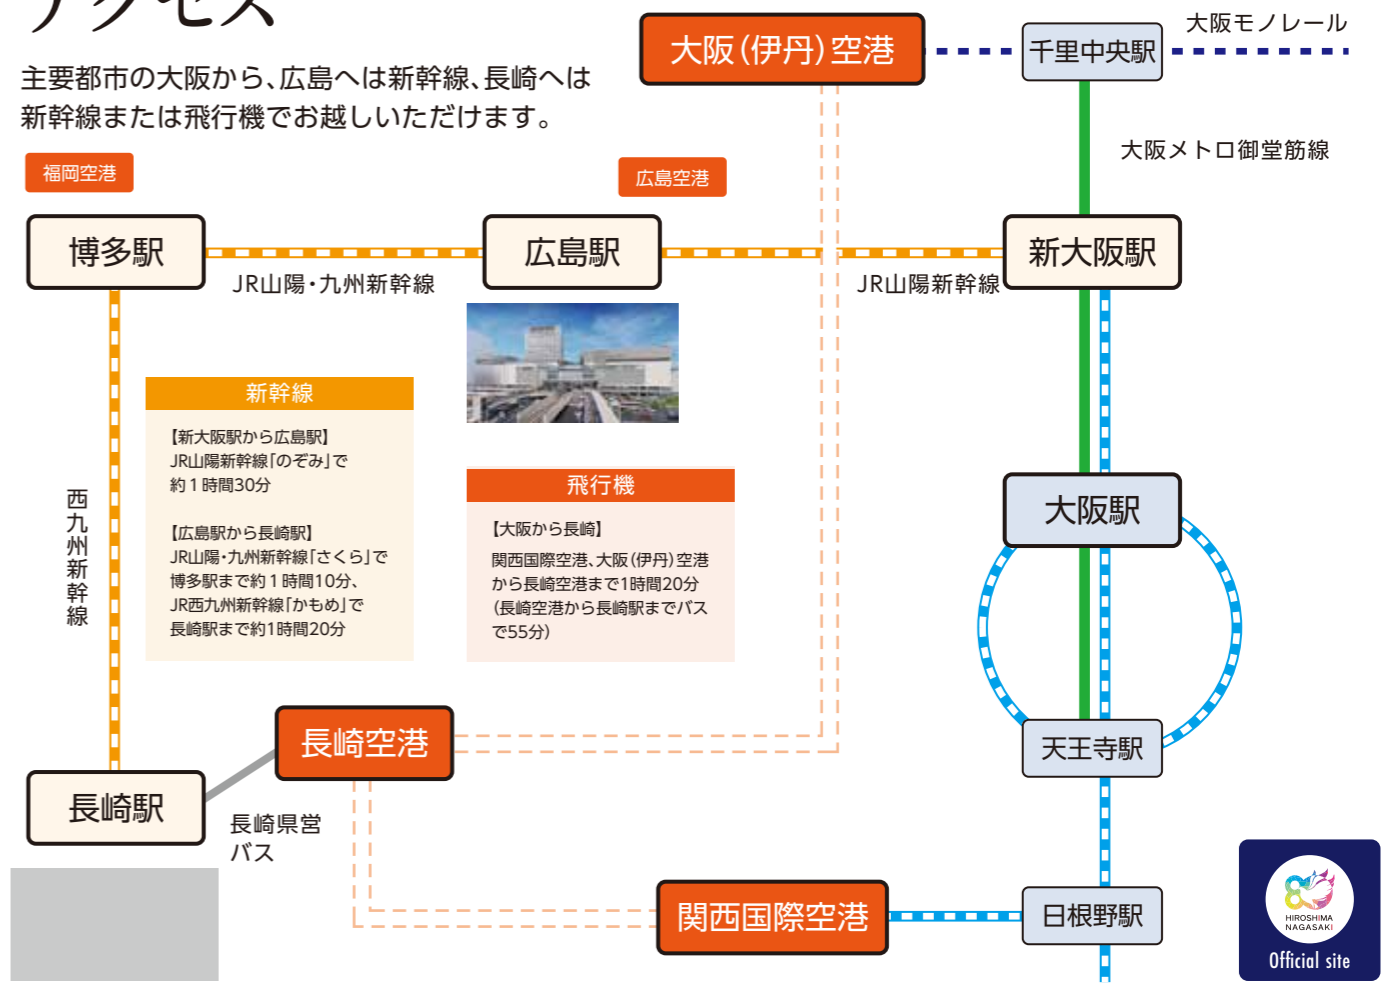 アクセス
主要都市の大阪から、広島へは新幹線、長崎へは
新幹線または飛行機でお越しいただけます。
大阪(伊丹)空港
千里中央駅
大阪モノレール
大阪メトロ御堂筋線
福岡空港
広島空港
博多駅
JR山陽・九州新幹線
広島駅
JR山陽新幹線
新大阪駅
新幹線
【新大阪駅から広島駅】
JR山陽新幹線「のぞみ」で
約1時間30分
【広島駅から長崎駅】
JR山陽・九州新幹線「さくら」で
博多駅まで約1時間10分、
JR西九州新幹線「かもめ」で
長崎駅まで約1時間20分
飛行機
【大阪から長崎】
関西国際空港、大阪(伊丹)空港
から長崎空港まで1時間20分
(長崎空港から長崎駅までバス
で55分)
西九州新幹線
大阪駅
長崎空港
天王寺駅
長崎駅
長崎県営
バス
関西国際空港
日根野駅
80
HIROSHIMA
NAGASAKI
Official site